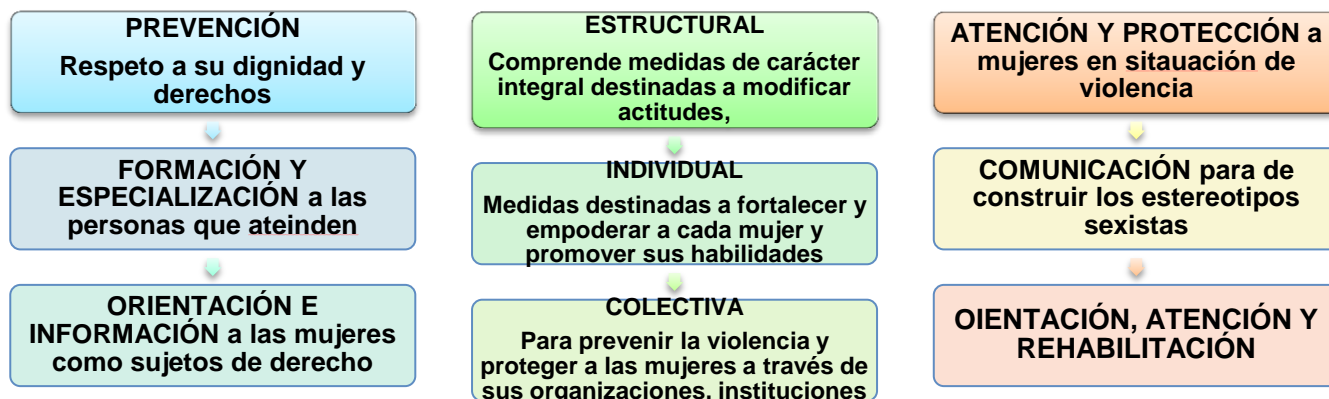 PREVENCIÓN
Respeto a su dignidad y
derechos
FORMACIÓN Y
ESPECIALIZACIÓN a las
personas que ateinden
ORIENTACIÓN E
INFORMACIÓN a las mujeres
como sujetos de derecho
ESTRUCTURAL
Comprende medidas de carácter
integral destinadas a modificar
actitudes,
INDIVIDUAL
Medidas destinadas a fortalecer y
empoderar a cada mujer y
promover sus habilidades
COLECTIVA
Para prevenir la violencia y
proteger a las mujeres a través de
sus organizaciones, instituciones
ATENCIÓN Y PROTECCIÓN a
mujeres en sitauación de
violencia
COMUNICACIÓN para de
construir los estereotipos
sexistas
OIENTACIÓN, ATENCIÓN Y
REHABILITACIÓN